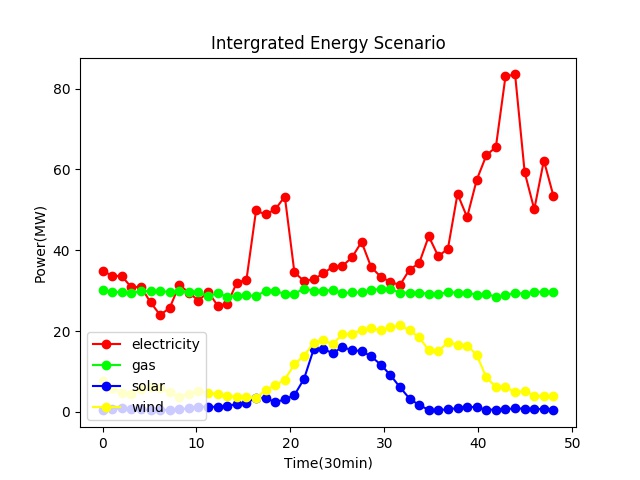 Intergrated Energy Scenario
Power(MW)
80
60
40
20
0
electricity
gas
solar
wind
0 10 20 30 40 50
Time(30min)